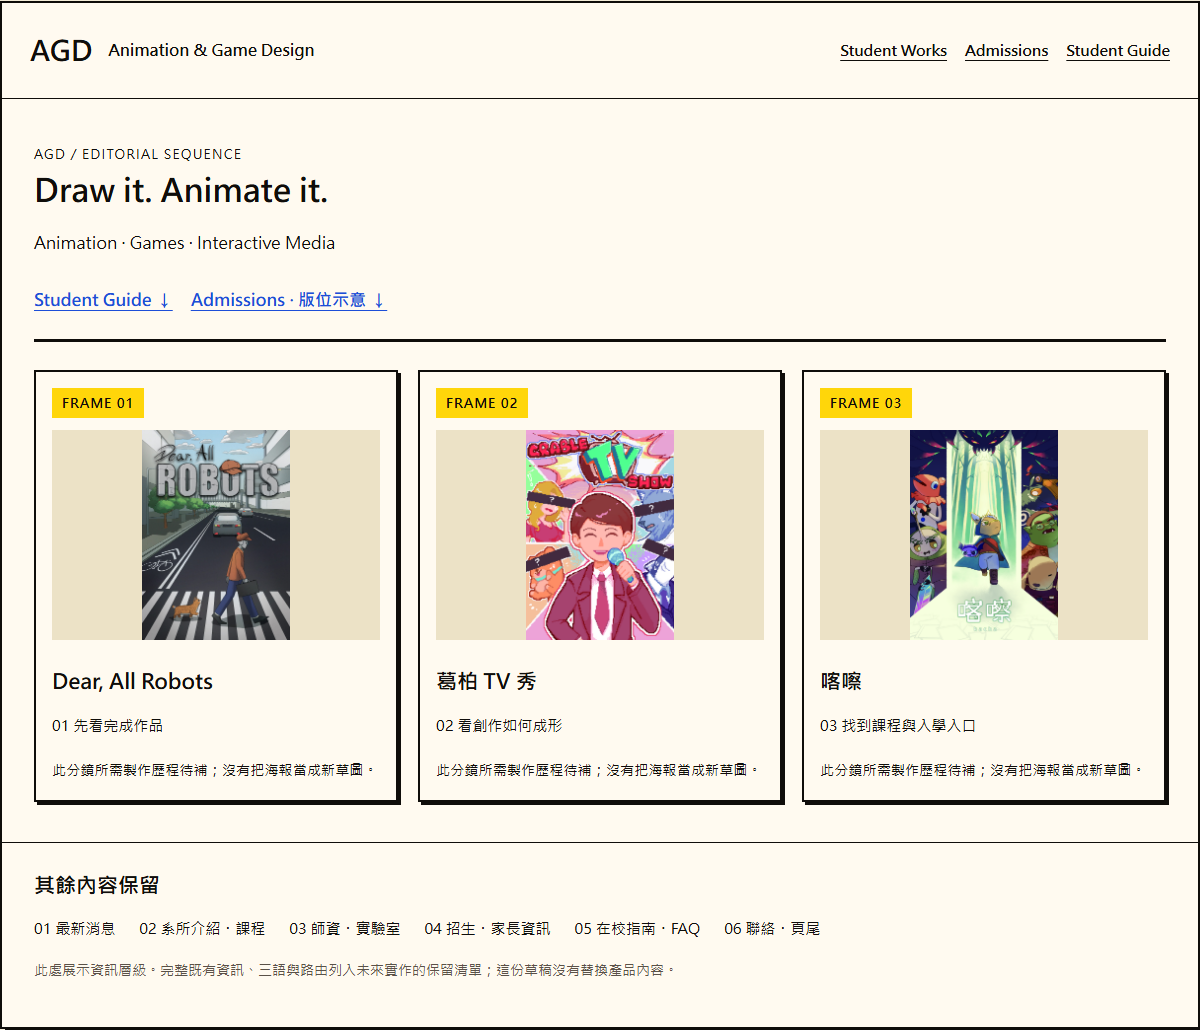 AGD Animation & Game Design
Student Works Admissions Student Guide
AGD / EDITORIAL SEQUENCE
Draw it. Animate it.
Animation · Games · Interactive Media
Student Guide ↓ Admissions · 版位示意 ↓
FRAME 01
Dear, All
ROBOTS
Dear, All Robots
01 先看完成作品
此分鏡所需製作歷程待補；沒有把海報當成新草圖。
FRAME 02
GRABLE
TV
SHOW
?
?
?
葛柏 TV 秀
02 看創作如何成形
此分鏡所需製作歷程待補；沒有把海報當成新草圖。
FRAME 03
喀嚓
喀嚓
03 找到課程與入學入口
此分鏡所需製作歷程待補；沒有把海報當成新草圖。
其餘內容保留
01 最新消息 02 系所介紹．課程 03 師資．實驗室 04 招生．家長資訊 05 在校指南．FAQ 06 聯絡．頁尾
此處展示資訊層級。完整既有資訊、三語與路由列入未來實作的保留清單；這份草稿沒有替換產品內容。